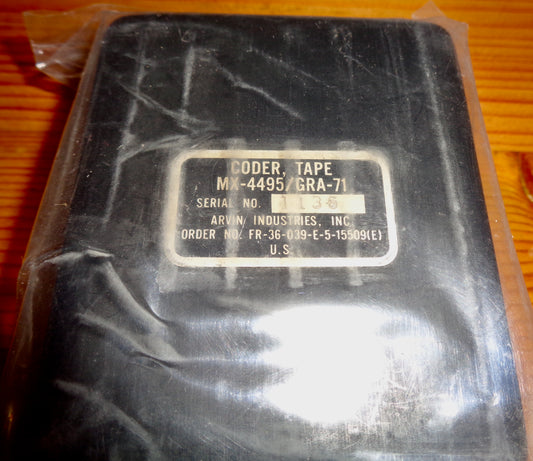 CODER, TAPE
MX-4495/GRA-71
SERIAL NO. 1136
ARVIN INDUSTRIES, INC.
ORDER NO. FR-36-039-E-5-15509(E)
U.S.